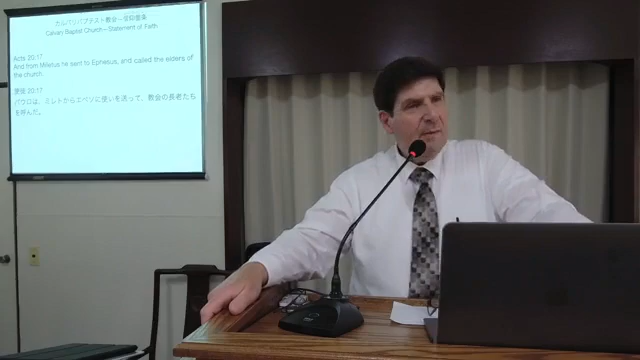 カルバリバプテスト教会－信仰箇条
Calvary Baptist Church－Statement of Faith
Acts 20:17
And from Miletus he sent to Ephesus, and called the elders of
the church.
使徒 20:17
パウロは、ミレトからエペソに使いを送って、教会の長老たち
を呼んだ。